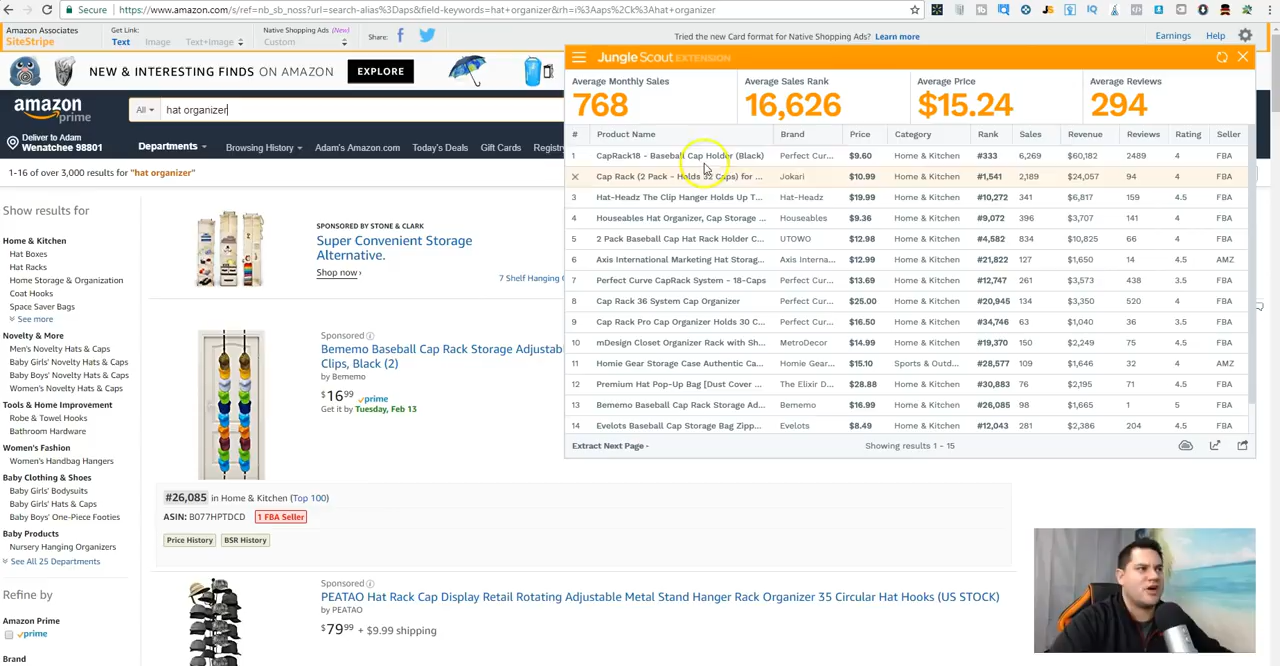 Secure https://www.amazon.com/s/ref=nb_sb_noss?url=search-alias%3Daps&field-keywords=hat+organizer&rh=i%3Aaps%2Ck%3Ahat+organizer
Amazon Associates
SiteStripe
Get Link:
Text Image Text+Image
Native Shopping Ads (New)
Custom
Share:
Tried the new Card format for Native Shopping Ads? Learn more
Earnings Help
NEW & INTERESTING FINDS ON AMAZON EXPLORE
amazon
prime
All hat organizer
Deliver to Adam
Wenatchee 98801
Departments Browsing History Adam's Amazon.com Today's Deals Gift Cards Regist
1-16 of over 3,000 results for "hat organizer"
Jungle Scout EXTENSION
Average Monthly Sales
768
Average Sales Rank
16,626
Average Price
$15.24
Average Reviews
294
# Product Name Brand Price Category Rank Sales Revenue Reviews Rating Seller
1 CapRack18 - Baseball Cap Holder (Black) Perfect Cur... $9.60 Home & Kitchen #333 6,269 $60,182 2489 4 FBA
Cap Rack (2 Pack - Holds 32 Caps) for ... Jokari $10.99 Home & Kitchen #1,541 2,189 $24,057 94 4 FBA
3 Hat-Headz The Clip Hanger Holds Up T... Hat-Headz $19.99 Home & Kitchen #10,272 341 $6,817 159 4.5 FBA
4 Houseables Hat Organizer, Cap Storage ... Houseables $9.36 Home & Kitchen #9,072 396 $3,707 141 4 FBA
5 2 Pack Baseball Cap Hat Rack Holder C... UTOWO $12.98 Home & Kitchen #4,582 834 $10,825 66 4 FBA
6 Axis International Marketing Hat Storag... Axis Interna... $12.99 Home & Kitchen #21,822 127 $1,650 14 4.5 AMZ
7 Perfect Curve CapRack System - 18-Caps Perfect Cur... $13.69 Home & Kitchen #12,747 261 $3,573 438 3.5 FBA
8 Cap Rack 36 System Cap Organizer Perfect Cur... $25.00 Home & Kitchen #20,945 134 $3,350 520 4 FBA
9 Cap Rack Pro Cap Organizer Holds 30 C... Perfect Cur... $16.50 Home & Kitchen #34,746 63 $1,040 36 3.5 FBA
10 mDesign Closet Organizer Rack with Sh... MetroDecor $14.99 Home & Kitchen #19,370 150 $2,249 75 4 FBA
11 Homie Gear Storage Case Authentic Ca... Homie Gear... $15.10 Sports & Outd... #28,577 109 $1,646 32 4 AMZ
12 Premium Hat Pop-Up Bag [Dust Cover ... The Elixir D... $28.88 Home & Kitchen #30,883 76 $2,195 71 4.5 FBA
13 Bememo Baseball Cap Rack Storage Ad... Bememo $16.99 Home & Kitchen #26,085 98 $1,665 1 5 FBA
14 Evelots Baseball Cap Storage Bag Zipp... Evelots $8.49 Home & Kitchen #12,043 281 $2,386 204 4.5 FBA
Extract Next Page Showing results 1 - 15
Show results for
Home & Kitchen
Hat Boxes
Hat Racks
Home Storage & Organization
Coat Hooks
Space Saver Bags
See more
Novelty & More
Men's Novelty Hats & Caps
Baby Girls' Novelty Hats & Caps
Baby Boys' Novelty Hats & Caps
Women's Novelty Hats & Caps
Tools & Home Improvement
Robe & Towel Hooks
Bathroom Hardware
Women's Fashion
Women's Handbag Hangers
Baby Clothing & Shoes
Baby Girls' Bodysuits
Baby Girls' Hats & Caps
Baby Boys' One-Piece Footies
Baby Products
Nursery Hanging Organizers
See All 25 Departments
Refine by
Amazon Prime
prime
Brand
SPONSORED BY STONE & CLARK
Super Convenient Storage
Alternative.
Shop now
7 Shelf Hanging
Sponsored
Bememo Baseball Cap Rack Storage Adjustab
Clips, Black (2)
by Bememo
$16 99 prime
Get it by Tuesday, Feb 13
#26,085 in Home & Kitchen (Top 100)
ASIN: B077HPTDCD 1 FBA Seller
Price History BSR History
Sponsored
PEATAO Hat Rack Cap Display Retail Rotating Adjustable Metal Stand Hanger Rack Organizer 35 Circular Hat Hooks (US STOCK)
by PEATAO
$79 99 + $9.99 shipping